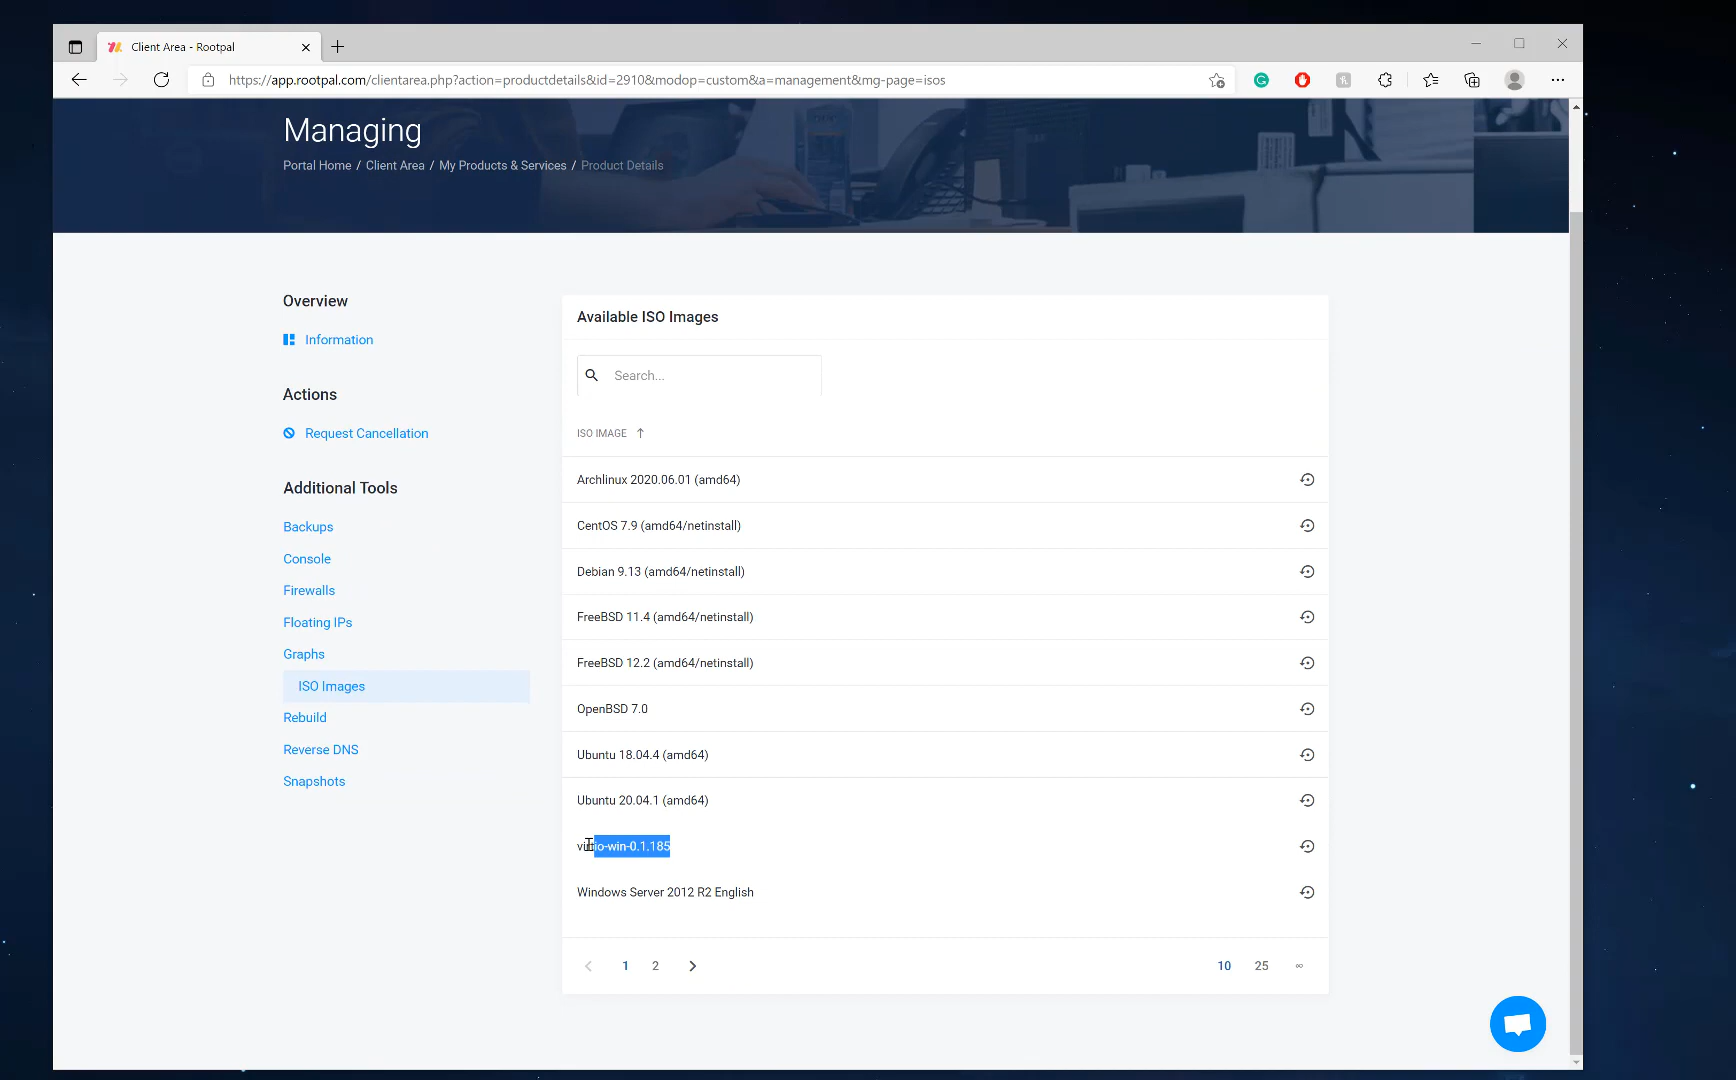 Client Area - Rootpal
https://app.rootpal.com/clientarea.php?action=productdetails&id=2910&modop=custom&a=management&mg-page=isos
Managing
Portal Home / Client Area / My Products & Services / Product Details
Overview
Information
Actions
Request Cancellation
Additional Tools
Backups
Console
Firewalls
Floating IPs
Graphs
ISO Images
Rebuild
Reverse DNS
Snapshots
Available ISO Images
Search...
ISO IMAGE
Archlinux 2020.06.01 (amd64)
CentOS 7.9 (amd64/netinstall)
Debian 9.13 (amd64/netinstall)
FreeBSD 11.4 (amd64/netinstall)
FreeBSD 12.2 (amd64/netinstall)
OpenBSD 7.0
Ubuntu 18.04.4 (amd64)
Ubuntu 20.04.1 (amd64)
virtio-win-0.1.185
Windows Server 2012 R2 English
1 2
10 25 ∞